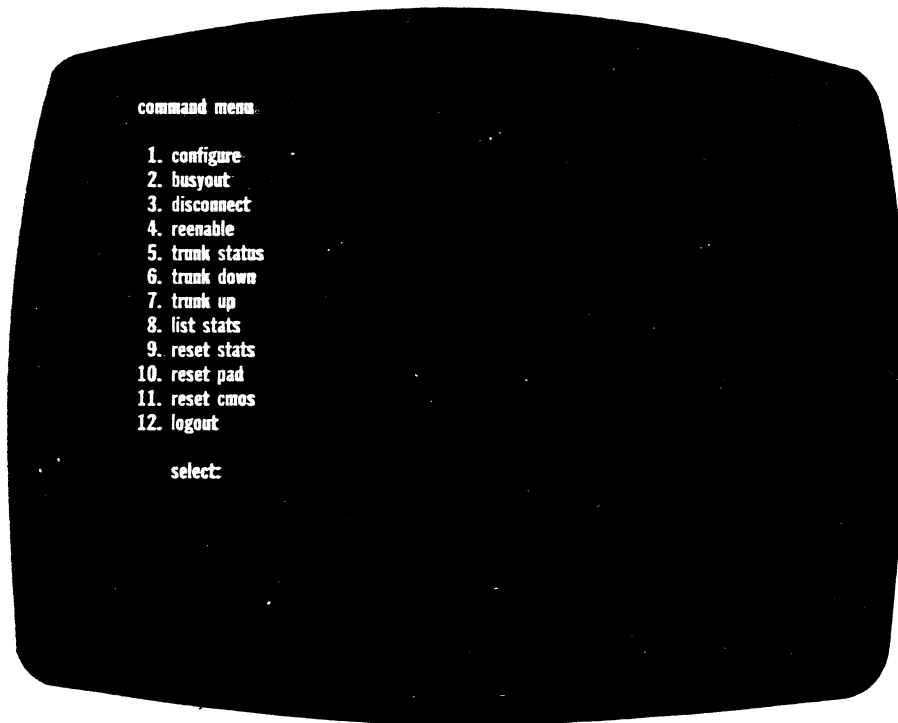 command menu
1. configure
2. busyout
3. disconnect
4. reenable
5. trunk status
6. trunk down
7. trunk up
8. list stats
9. reset stats
10. reset pad
11. reset cmos
12. logout
select: